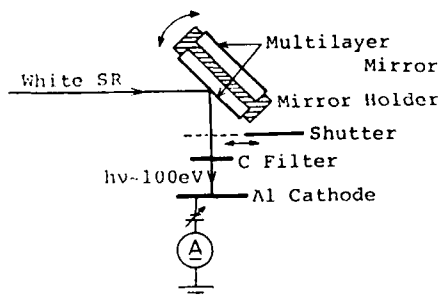 Multilayer
Mirror
White SR
Mirror Holder
Shutter
C Filter
hν~100eV
Al Cathode
A